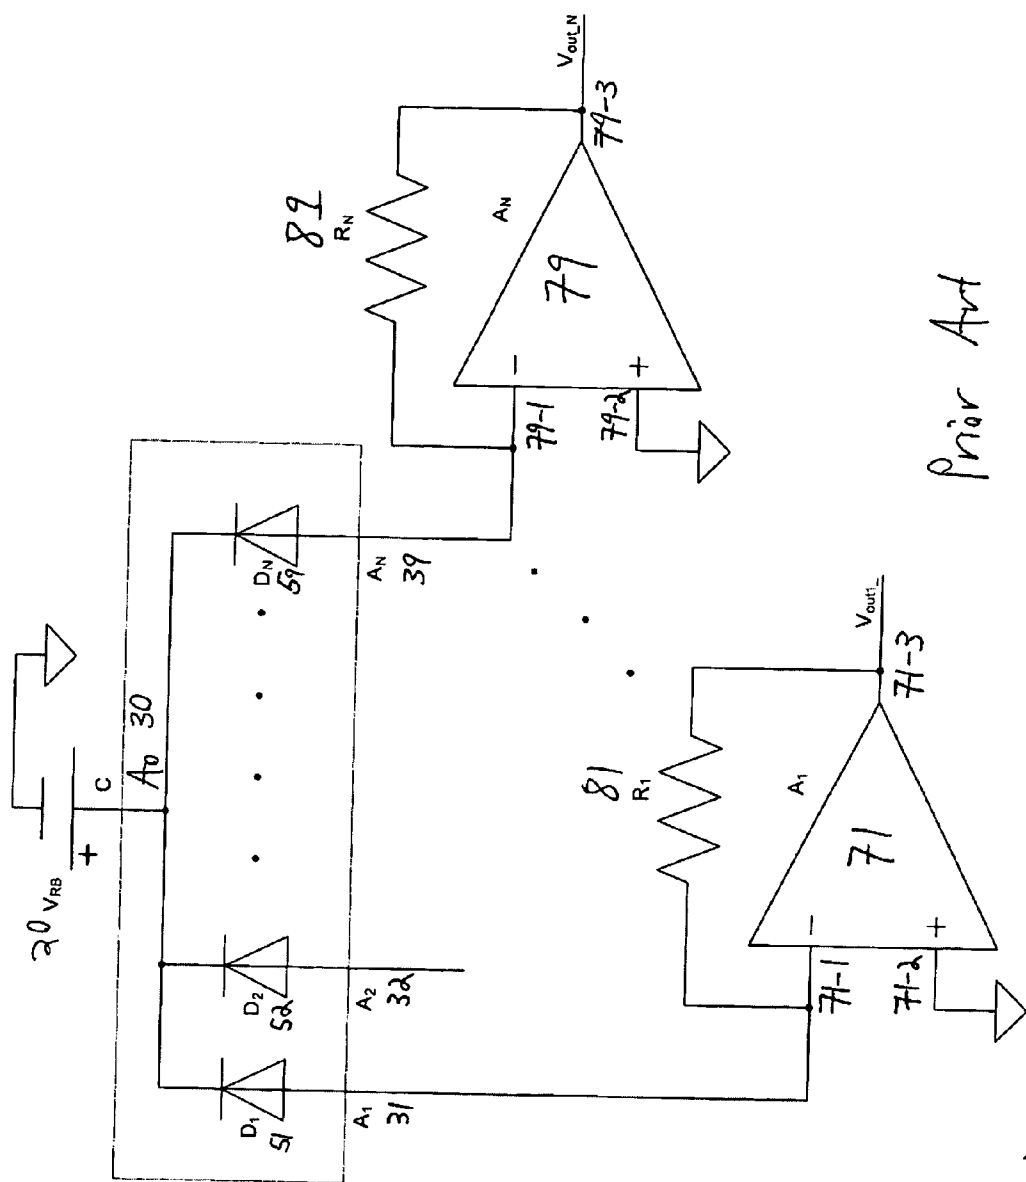 20 V_RB
+
C
A0 30
D1
51
D2
52
DN
59
A1
31
A2
32
AN
39
89
RN
AN
79
-
+
79-1
79-2
79-3
Vout_N
81
R1
A1
71
-
+
71-1
71-2
71-3
Vout1_
Prior Art